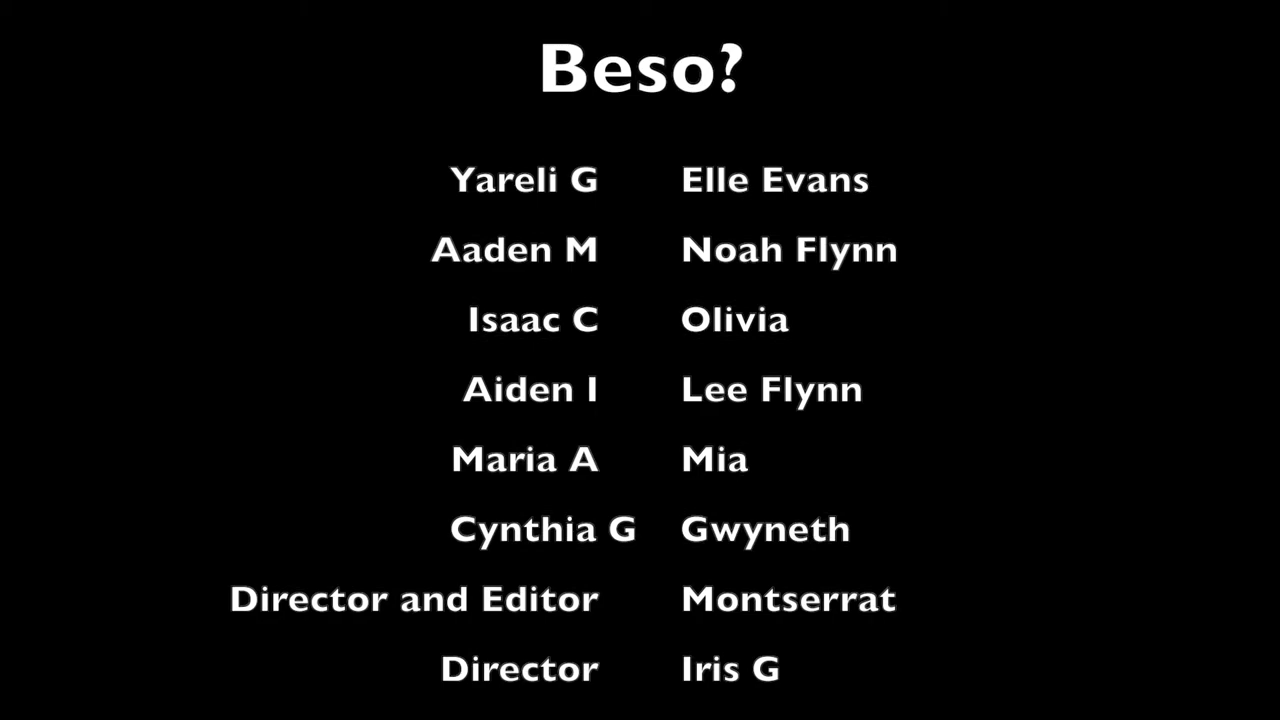 Beso?
Yareli G Elle Evans
Aaden M Noah Flynn
Isaac C Olivia
Aiden I Lee Flynn
Maria A Mia
Cynthia G Gwyneth
Director and Editor Montserrat
Director Iris G